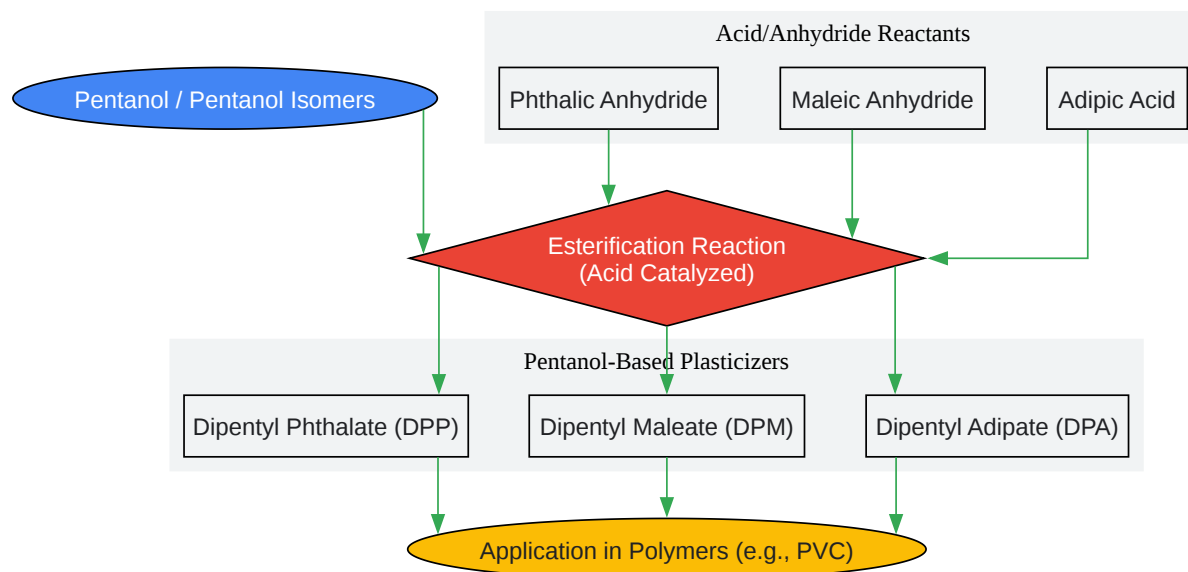 Acid/Anhydride Reactants
Pentanol / Pentanol Isomers
Phthalic Anhydride
Maleic Anhydride
Adipic Acid
Esterification Reaction
(Acid Catalyzed)
Pentanol-Based Plasticizers
Dipentyl Phthalate (DPP)
Dipentyl Maleate (DPM)
Dipentyl Adipate (DPA)
Application in Polymers (e.g., PVC)